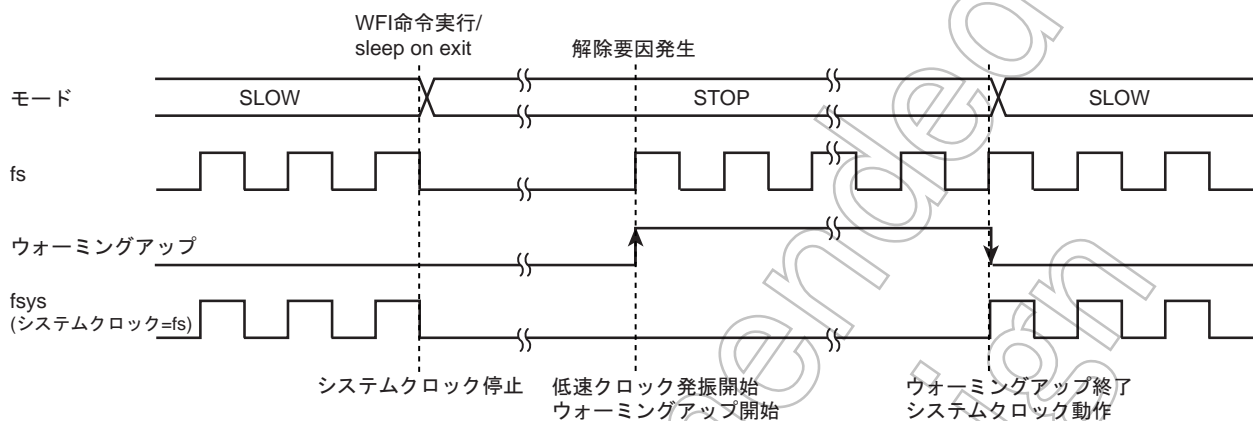 WFI命令実行/
sleep on exit
解除要因発生
モード
SLOW
STOP
SLOW
fs
ウォーミングアップ
fsys
(システムクロック=fs)
システムクロック停止
低速クロック発振開始
ウォーミングアップ開始
ウォーミングアップ終了
システムクロック動作